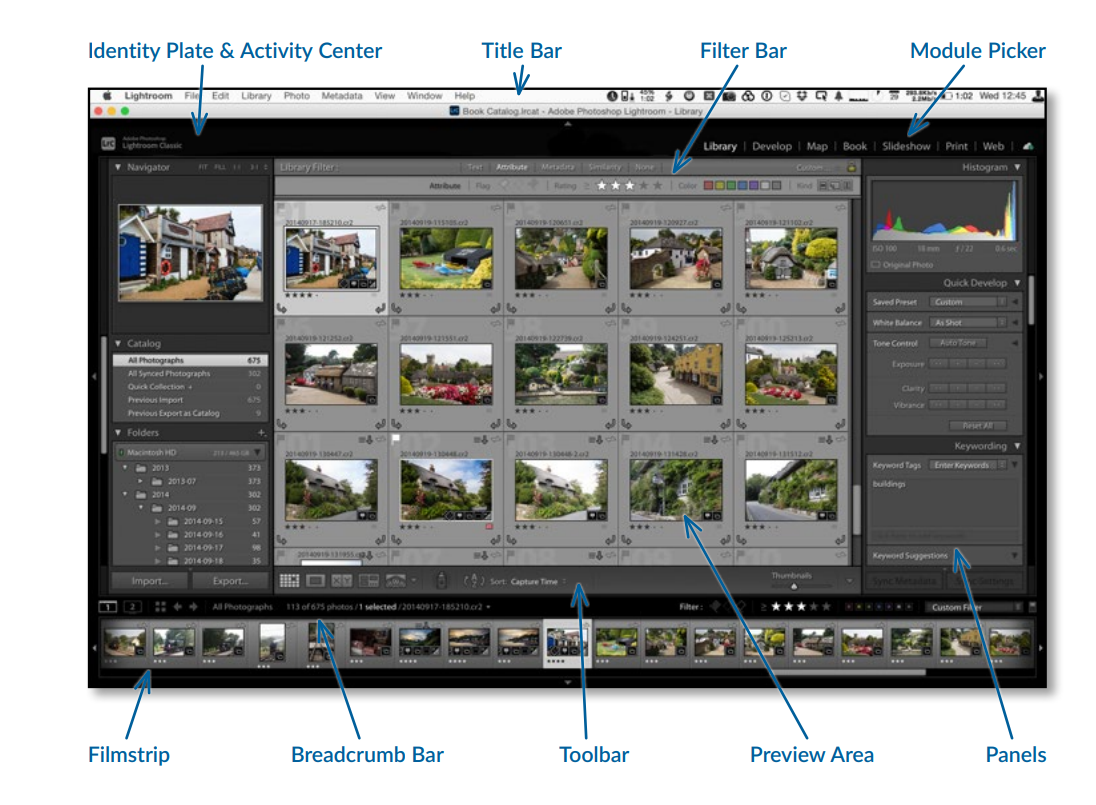 Identity Plate & Activity Center
Title Bar
Filter Bar
Module Picker
Lightroom File Edit Library Photo Metadata View Window Help
1:02 Wed 12:45
Book Catalog.lrcat - Adobe Photoshop Lightroom - Library
LrC Adobe Photoshop
Lightroom Classic
Library | Develop | Map | Book | Slideshow | Print | Web
Navigator FIT FILL 1:1 3:1
Library Filter: Text Attribute Metadata Similarity None Custom
Attribute Flag Rating ≥ ★★★★★ Color Kind
20140917-185210.cr2
20140919-115109.cr2
20140919-120651.cr2
20140919-120927.cr2
20140919-121102.cr2
20140919-121252.cr2
20140919-121551.cr2
20140919-122739.cr2
20140919-124251.cr2
20140919-125213.cr2
20140919-130447.cr2
20140919-130448.cr2
20140919-130448-2.cr2
20140919-131428.cr2
20140919-131512.cr2
20140919-131955.cr2
Catalog
All Photographs 675
All Synced Photographs 302
Quick Collection + 0
Previous Import 675
Previous Export as Catalog 9
Folders +
Macintosh HD 213 / 465 GB
2013 373
2013-07 373
2014 302
2014-09 302
2014-09-15 57
2014-09-16 41
2014-09-17 98
2014-09-18 35
Import... Export...
Histogram
ISO 100 18 mm f / 22 0.6 sec
Original Photo
Quick Develop
Saved Preset Custom
White Balance As Shot
Tone Control Auto Tone
Exposure
Clarity
Vibrance
Reset All
Keywording
Keyword Tags Enter Keywords
buildings
Keyword Suggestions
Sync Metadata Sync Settings
Sort: Capture Time
Thumbnails
1 2 All Photographs 113 of 675 photos / 1 selected / 20140917-185210.cr2
Filter: ≥ ★★★★★ Custom Filter
Filmstrip
Breadcrumb Bar
Toolbar
Preview Area
Panels